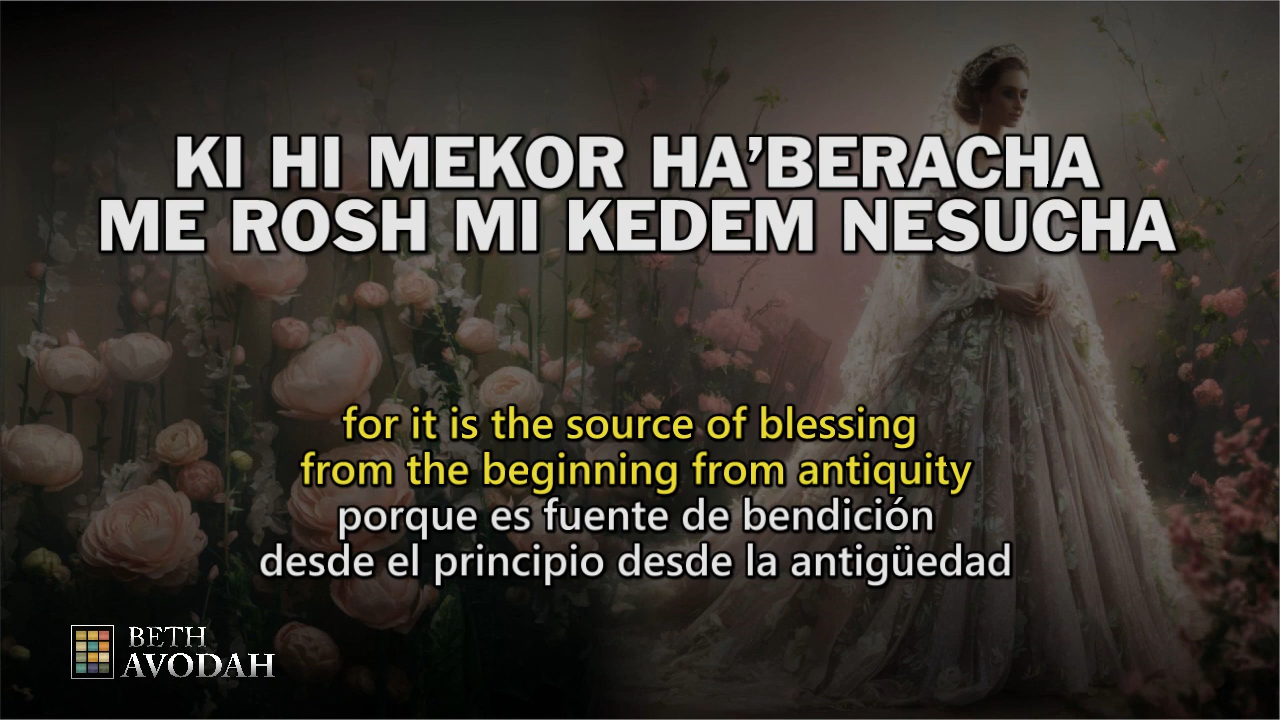 KI HI MEKOR HA’BERACHA
ME ROSH MI KEDEM NESUCHA
for it is the source of blessing
from the beginning from antiquity
porque es fuente de bendición
desde el principio desde la antigüedad
BETH
AVODAH